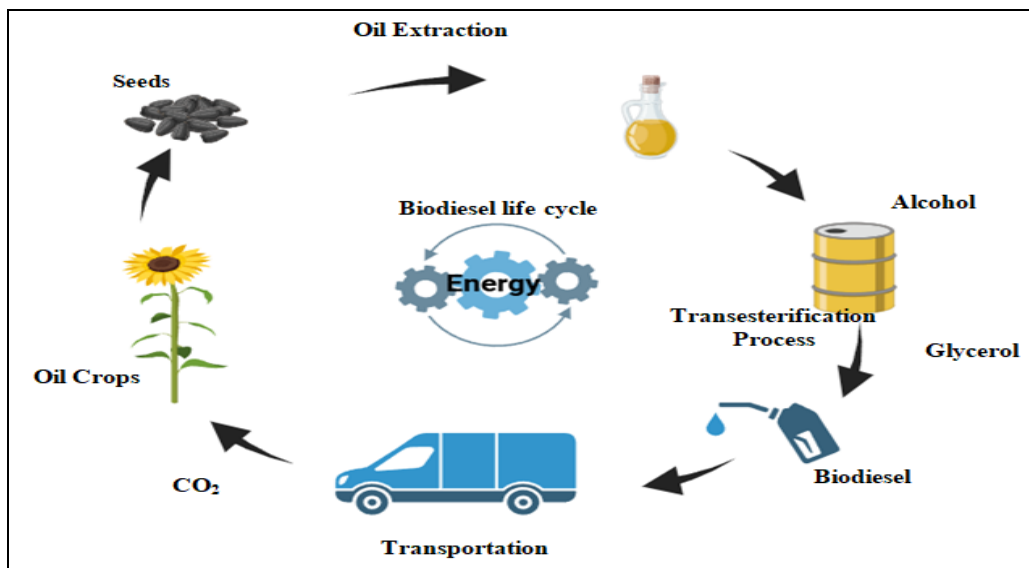 Oil Extraction
Seeds
Alcohol
Biodiesel life cycle
Energy
Transesterification
Process
Glycerol
Oil Crops
Biodiesel
CO₂
Transportation